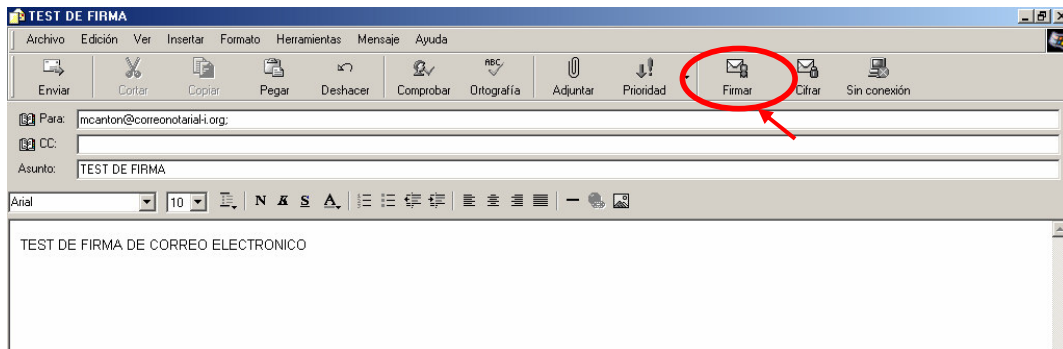 TEST DE FIRMA
Archivo Edición Ver Insertar Formato Herramientas Mensaje Ayuda
Enviar Cortar Copiar Pegar Deshacer Comprobar Ortografía Adjuntar Prioridad Firmar Cifrar Sin conexión
Para: mcanton@correonotarial-i.org;
CC:
Asunto: TEST DE FIRMA
Arial 10 N K S A
TEST DE FIRMA DE CORREO ELECTRONICO